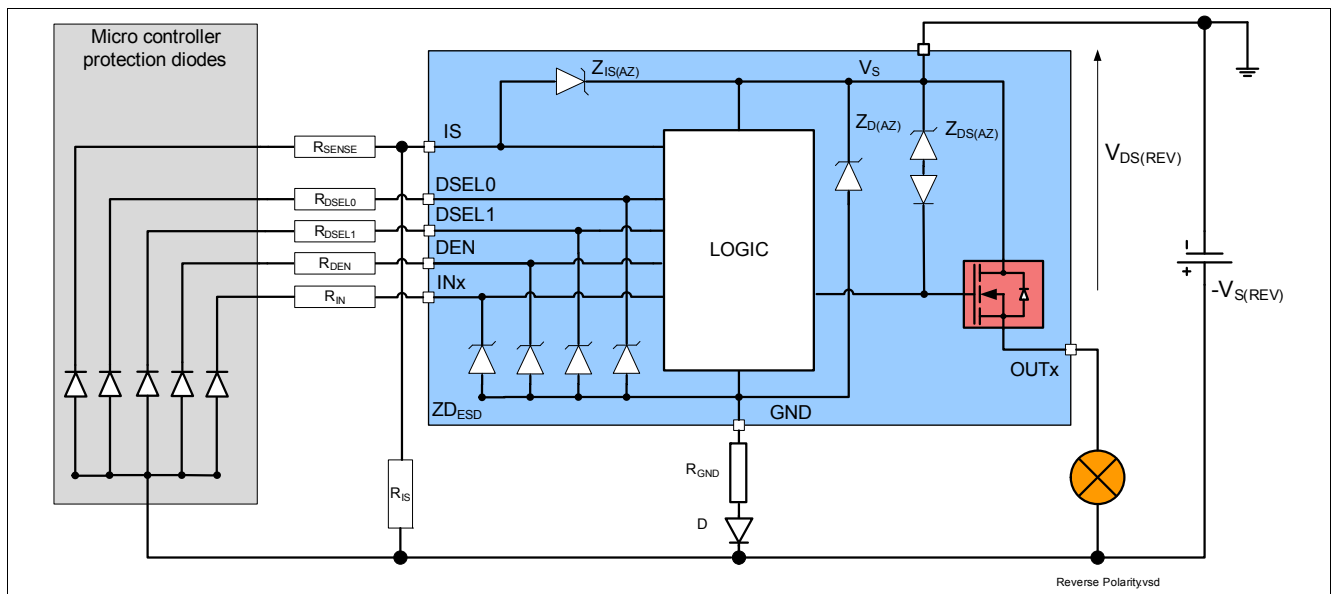 Micro controller
protection diodes
Z_IS(AZ)
V_S
Z_D(AZ)
Z_DS(AZ)
V_DS(REV)
IS
R_SENSE
DSEL0
R_DSEL0
DSEL1
R_DSEL1
DEN
R_DEN
INx
R_IN
LOGIC
-
+
-V_S(REV)
OUTx
ZD_ESD
GND
R_GND
R_IS
D
Reverse Polarity.vsd